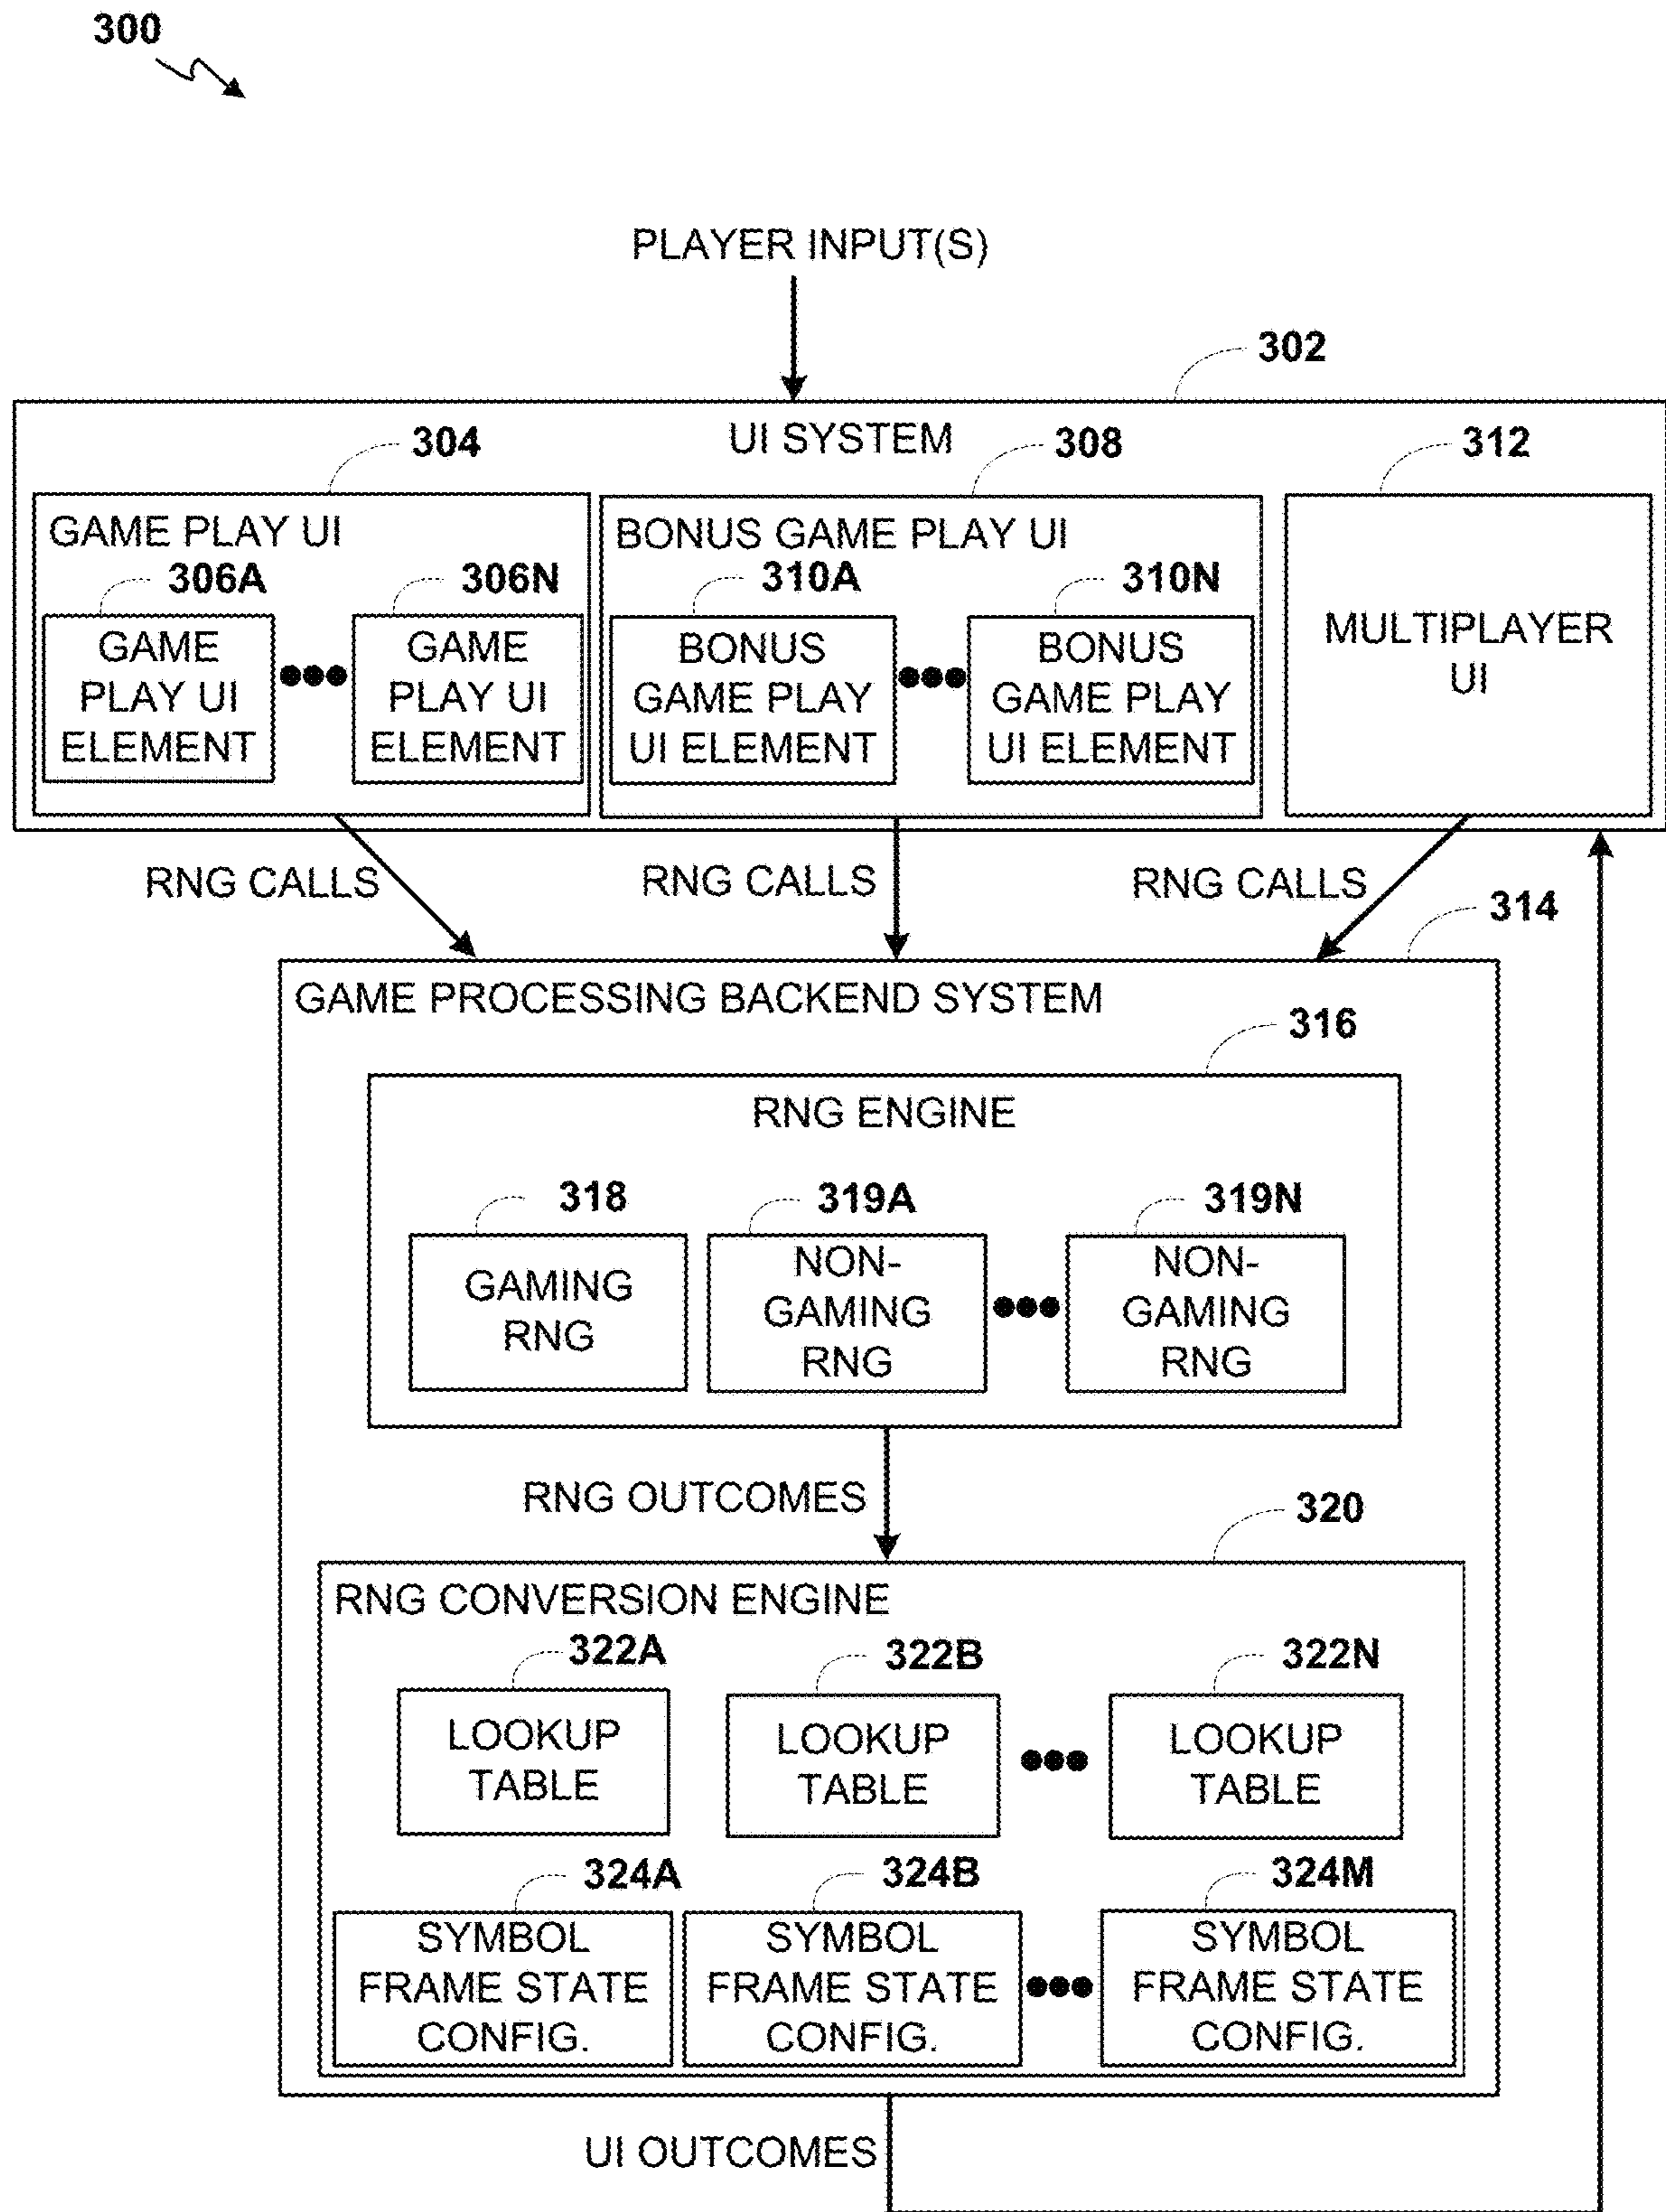 300
PLAYER INPUT(S)
302
UI SYSTEM
304
308
312
GAME PLAY UI
BONUS GAME PLAY UI
306A
306N
310A
310N
GAME
PLAY UI
ELEMENT
GAME
PLAY UI
ELEMENT
BONUS
GAME PLAY
UI ELEMENT
BONUS
GAME PLAY
UI ELEMENT
MULTIPLAYER
UI
RNG CALLS
RNG CALLS
RNG CALLS
314
GAME PROCESSING BACKEND SYSTEM
316
RNG ENGINE
318
319A
319N
GAMING
RNG
NON-
GAMING
RNG
NON-
GAMING
RNG
RNG OUTCOMES
320
RNG CONVERSION ENGINE
322A
322B
322N
LOOKUP
TABLE
LOOKUP
TABLE
LOOKUP
TABLE
324A
324B
324M
SYMBOL
FRAME STATE
CONFIG.
SYMBOL
FRAME STATE
CONFIG.
SYMBOL
FRAME STATE
CONFIG.
UI OUTCOMES